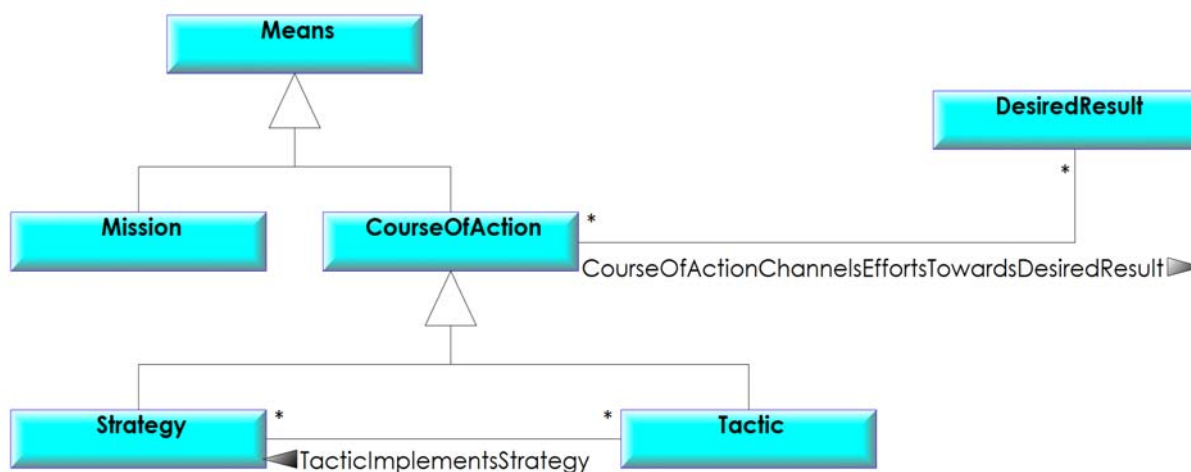 Means
DesiredResult
*
Mission
CourseOfAction
*
CourseOfActionChannelsEffortsTowardsDesiredResult
Strategy
*
*
Tactic
TacticImplementsStrategy